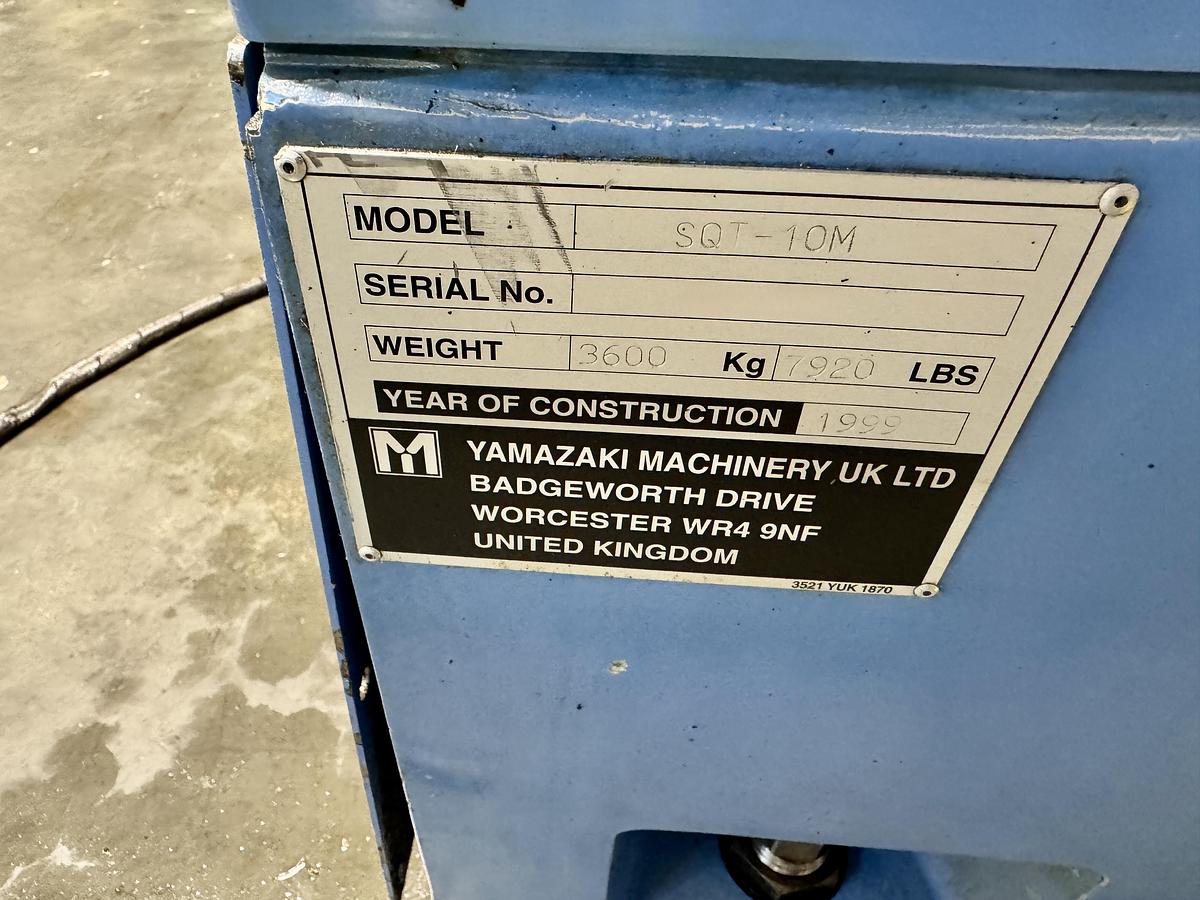 MODEL SQT-10M
SERIAL No.
WEIGHT 3600 Kg 7920 LBS
YEAR OF CONSTRUCTION 1999
YAMAZAKI MACHINERY UK LTD
BADGEWORTH DRIVE
WORCESTER WR4 9NF
UNITED KINGDOM
3521 YUK 1870